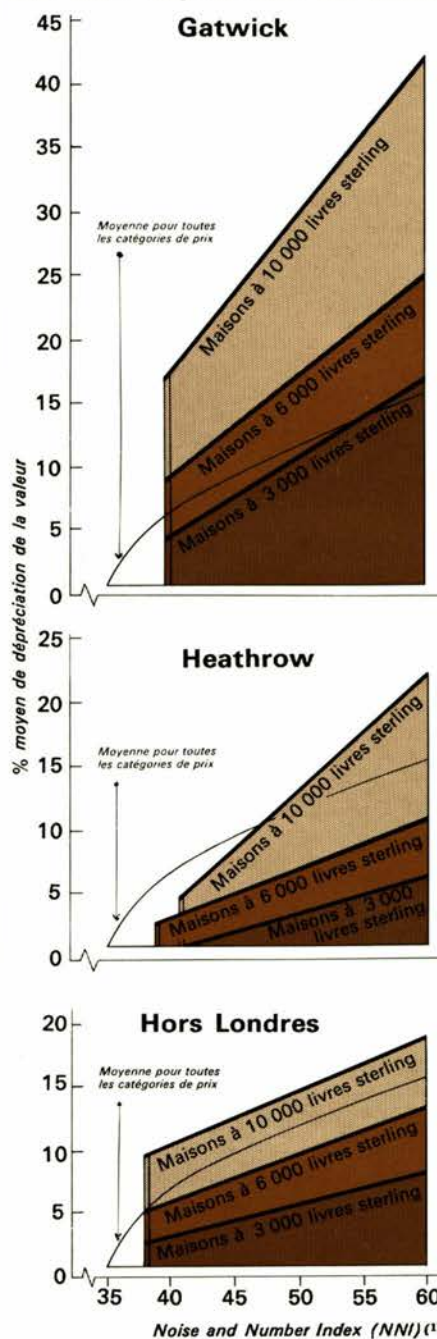 Gatwick
45
40
35
30
25
20
15
10
5
0
Moyenne pour toutes
les catégories de prix
Maisons à 10 000 livres sterling
Maisons à 6 000 livres sterling
Maisons à 3 000 livres sterling
% moyen de dépréciation de la valeur
Heathrow
25
20
15
10
5
0
Moyenne pour toutes
les catégories de prix
Maisons à 10 000 livres sterling
Maisons à 6 000 livres sterling
Maisons à 3 000
livres sterling
Hors Londres
20
15
10
5
0
Moyenne pour toutes
les catégories de prix
Maisons à 10 000 livres sterling
Maisons à 6 000 livres sterling
Maisons à 3 000 livres sterling
35 40 45 50 55 60
Noise and Number Index (NNI) (1